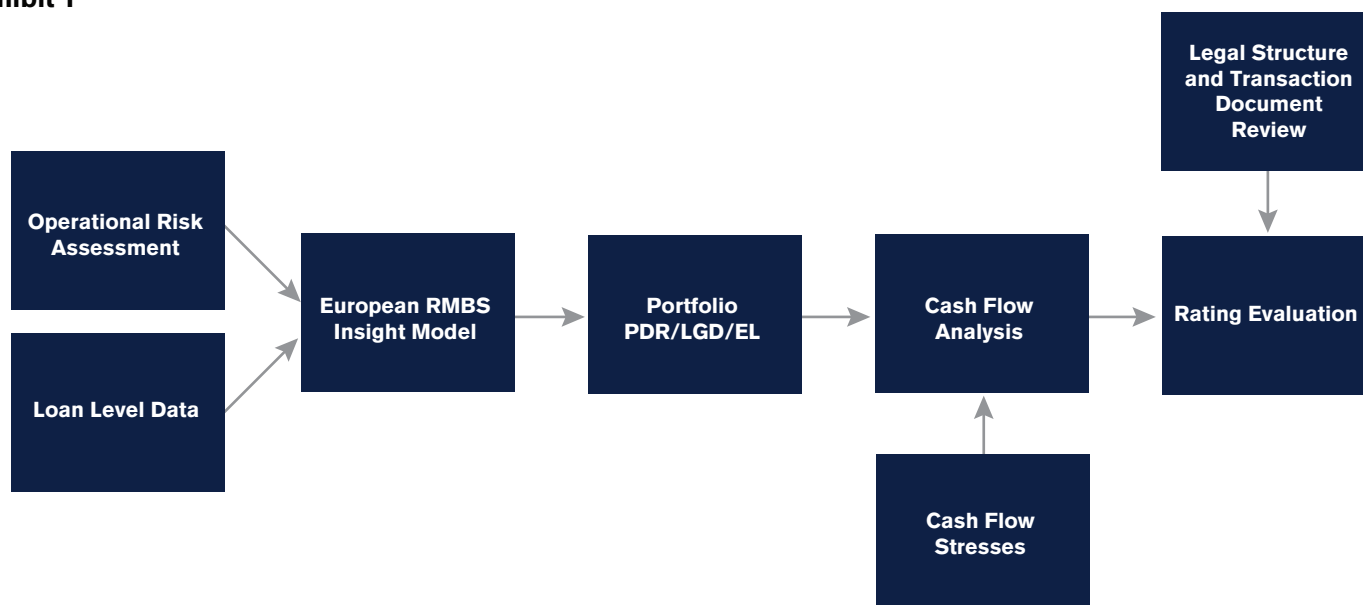 Legal Structure
and Transaction
Document
Review
Operational Risk
Assessment
European RMBS
Insight Model
Portfolio
PDR/LGD/EL
Cash Flow
Analysis
Rating Evaluation
Loan Level Data
Cash Flow
Stresses